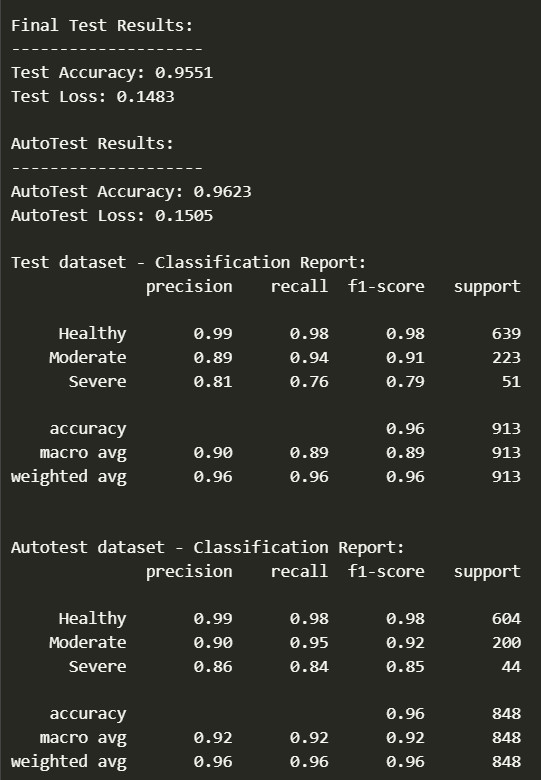 Final Test Results:
--------------------
Test Accuracy: 0.9551
Test Loss: 0.1483

AutoTest Results:
--------------------
AutoTest Accuracy: 0.9623
AutoTest Loss: 0.1505

Test dataset - Classification Report:
              precision    recall  f1-score   support

     Healthy       0.99      0.98      0.98       639
    Moderate       0.89      0.94      0.91       223
      Severe       0.81      0.76      0.79        51

    accuracy                           0.96       913
   macro avg       0.90      0.89      0.89       913
weighted avg       0.96      0.96      0.96       913


Autotest dataset - Classification Report:
              precision    recall  f1-score   support

     Healthy       0.99      0.98      0.98       604
    Moderate       0.90      0.95      0.92       200
      Severe       0.86      0.84      0.85        44

    accuracy                           0.96       848
   macro avg       0.92      0.92      0.92       848
weighted avg       0.96      0.96      0.96       848